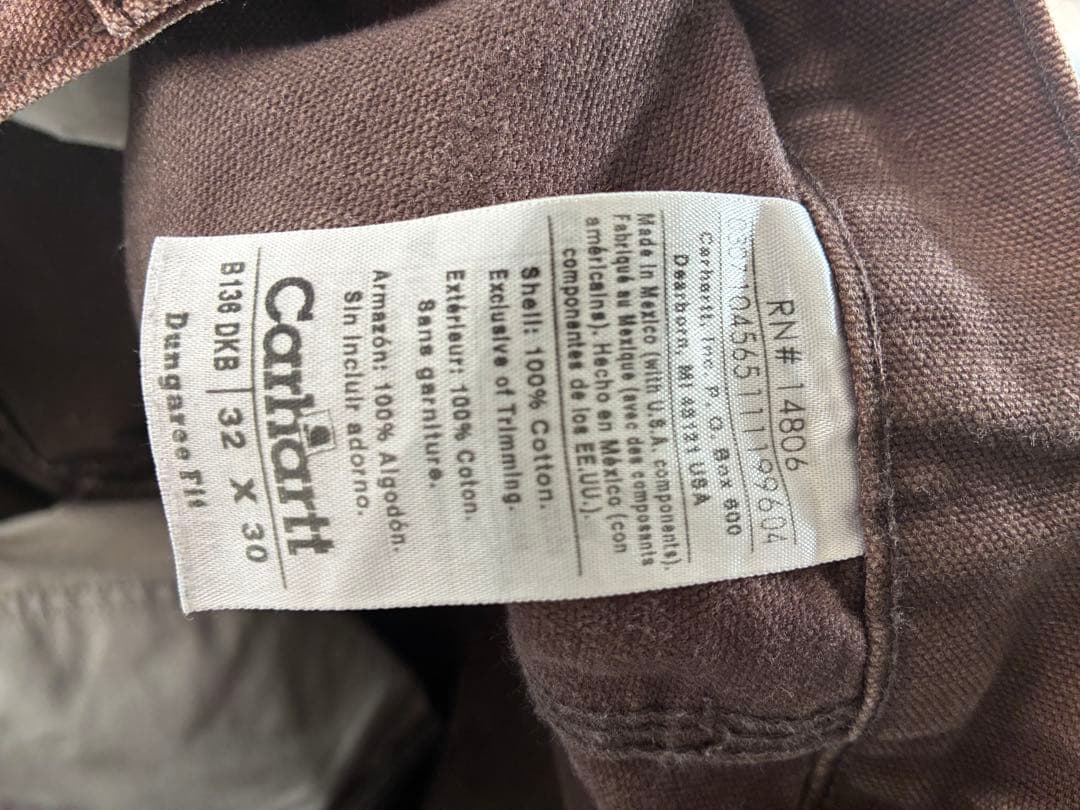 RN# 14806
Carhartt, Inc. P.O. Box 600
Dearborn, MI 48121 USA
Made in Mexico (with U.S.A. components).
Fabriqué au Mexique (avec des composants
américains). Hecho en México (con
componentes de los EE.UU.).
Shell: 100% Cotton.
Exclusive of Trimming.
Extérieur: 100% Coton.
Sans garniture.
Armazón: 100% Algodón.
Sin Incluir adorno.
Carhartt
B136 DKB | 32 X 30
Dungaree Fit